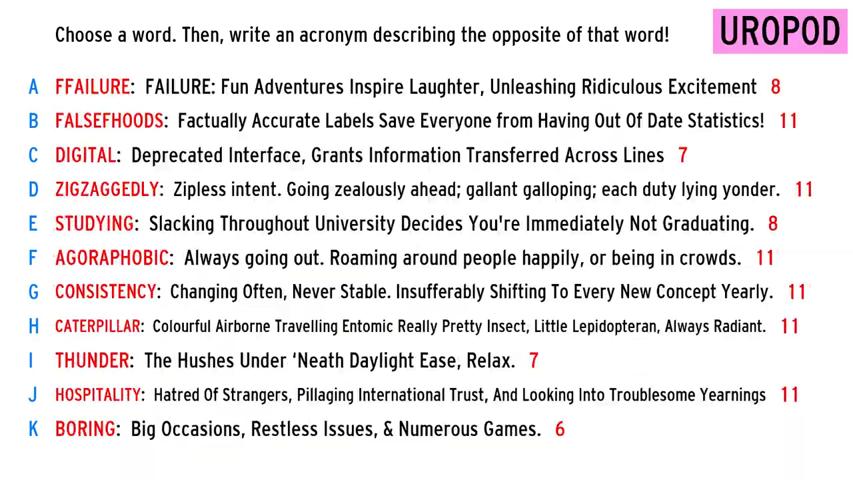 Choose a word. Then, write an acronym describing the opposite of that word!
UROPOD
A FFAILURE: FAILURE: Fun Adventures Inspire Laughter, Unleashing Ridiculous Excitement 8
B FALSEFHOODS: Factually Accurate Labels Save Everyone from Having Out Of Date Statistics! 11
C DIGITAL: Deprecated Interface, Grants Information Transferred Across Lines 7
D ZIGZAGGEDLY: Zipless intent. Going zealously ahead; gallant galloping; each duty lying yonder. 11
E STUDYING: Slacking Throughout University Decides You're Immediately Not Graduating. 8
F AGORAPHOBIC: Always going out. Roaming around people happily, or being in crowds. 11
G CONSISTENCY: Changing Often, Never Stable. Insufferably Shifting To Every New Concept Yearly. 11
H CATERPILLAR: Colourful Airborne Travelling Entomic Really Pretty Insect, Little Lepidopteran, Always Radiant. 11
I THUNDER: The Hushes Under ‘Neath Daylight Ease, Relax. 7
J HOSPITALITY: Hatred Of Strangers, Pillaging International Trust, And Looking Into Troublesome Yearnings 11
K BORING: Big Occasions, Restless Issues, & Numerous Games. 6